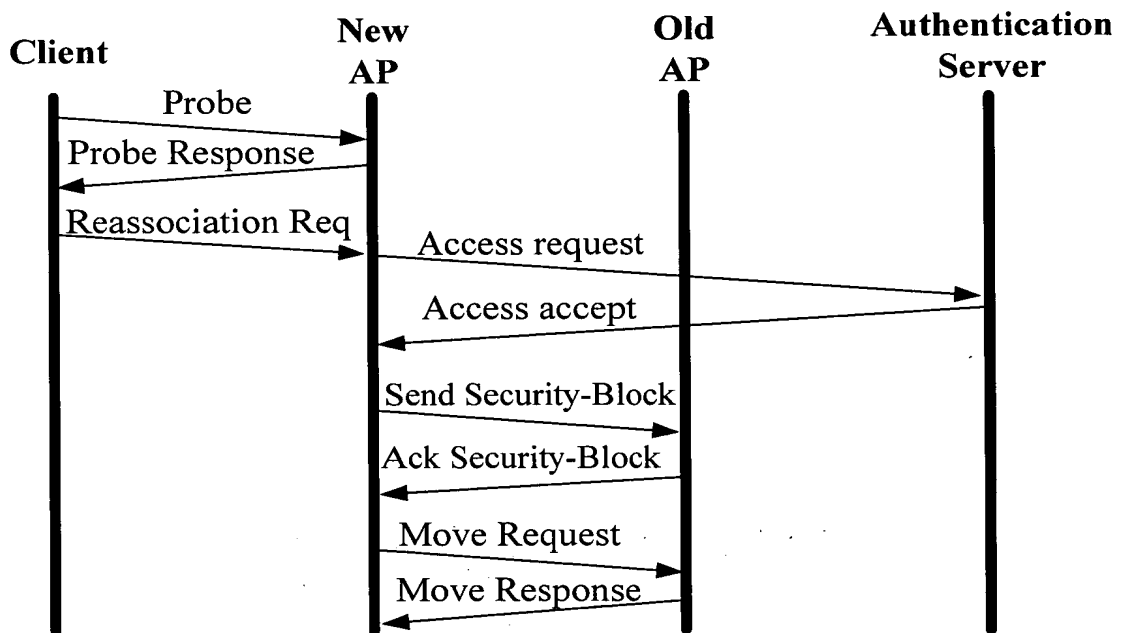 Client
New
AP
Old
AP
Authentication
Server
Probe
Probe Response
Reassociation Req
Access request
Access accept
Send Security-Block
Ack Security-Block
Move Request
Move Response